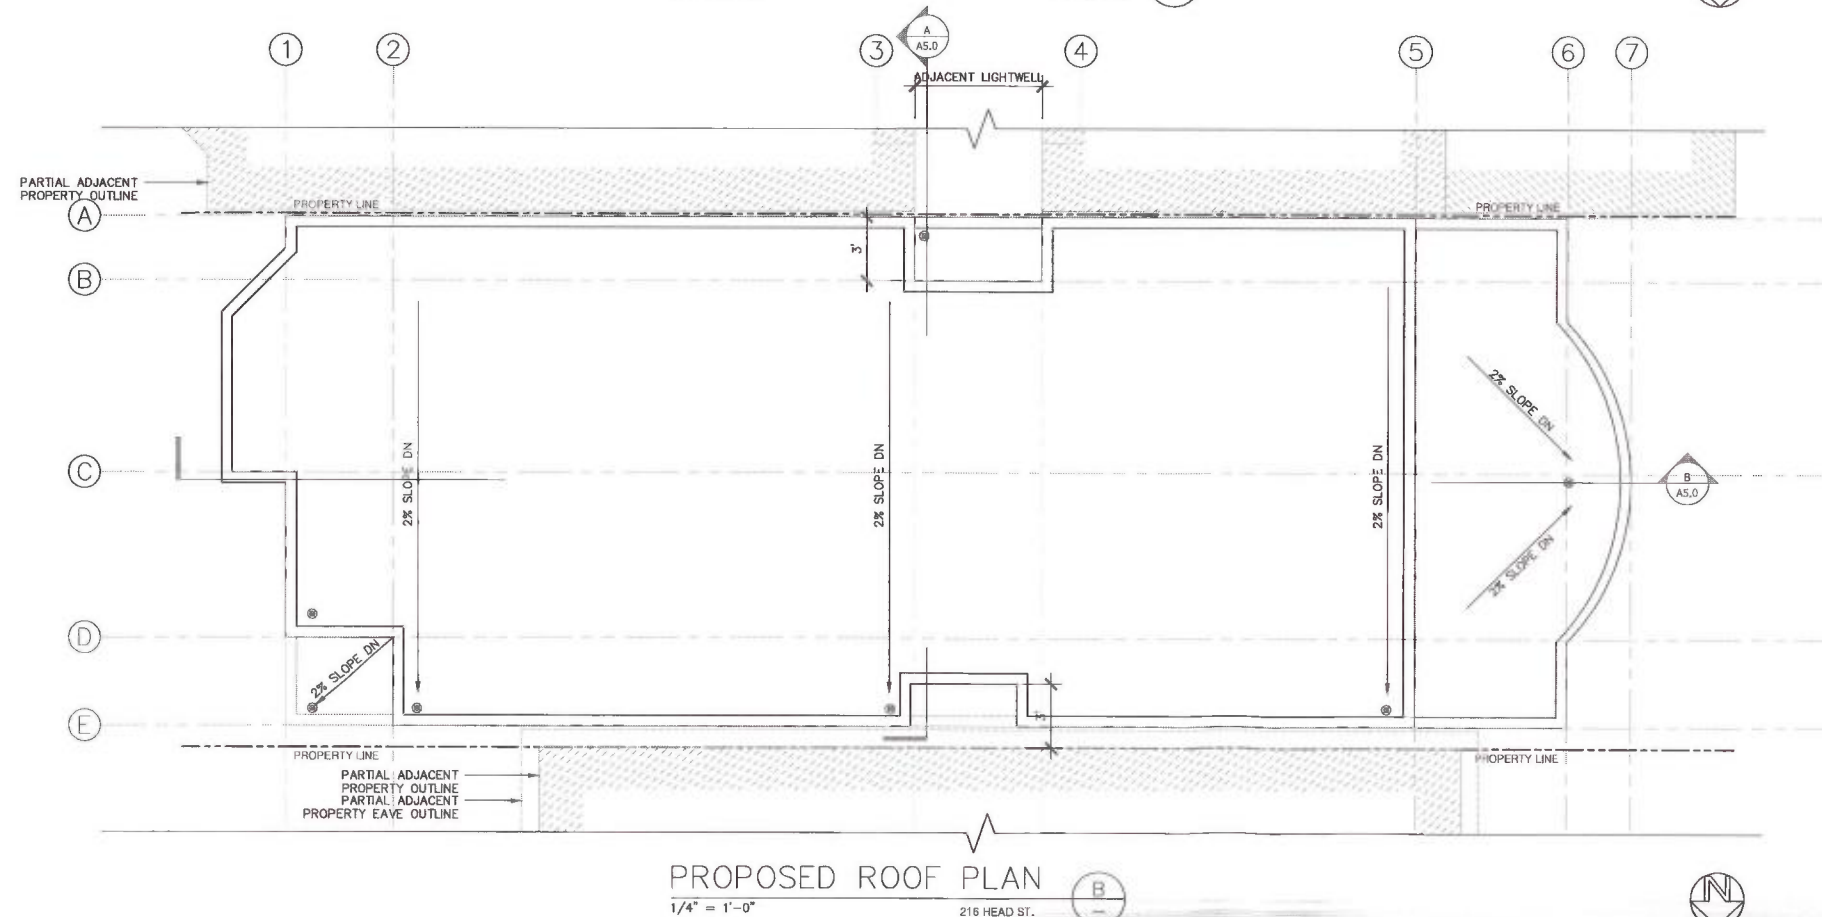 1
2
3
A
A5.0
4
5
6
7
ADJACENT LIGHTWELL
PARTIAL ADJACENT
PROPERTY OUTLINE
PROPERTY LINE
PROPERTY LINE
A
3'
B
2% SLOPE DN
2% SLOPE DN
2% SLOPE DN
2% SLOPE DN
C
B
A5.0
2% SLOPE DN
D
2% SLOPE DN
3'
E
PROPERTY LINE
PROPERTY LINE
PARTIAL ADJACENT
PROPERTY OUTLINE
PARTIAL ADJACENT
PROPERTY EAVE OUTLINE
PROPOSED ROOF PLAN
B
–
1/4" = 1'-0"
216 HEAD ST.
N